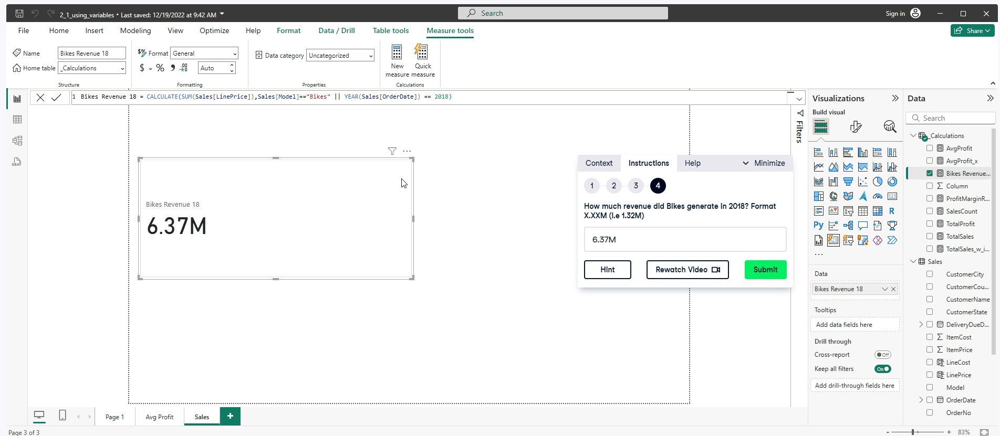 2_1_using_variables • Last saved: 12/19/2022 at 9:42 AM
Search
Sign in
File
Home
Insert
Modeling
View
Optimize
Help
Format
Data / Drill
Table tools
Measure tools
Share
Name
Bikes Revenue 18
Home table
_Calculations
Structure
Format
General
$
%
Auto
Formatting
Data category
Uncategorized
Properties
New
measure
Quick
measure
Calculations
1 Bikes Revenue 18 = CALCULATE(SUM(Sales[LinePrice]),Sales[Model]=="Bikes" || YEAR(Sales[OrderDate]) == 2018)
Bikes Revenue 18
6.37M
Filters
Context
Instructions
Help
Minimize
1
2
3
4
How much revenue did Bikes generate in 2018? Format
X.XXM (i.e 1.32M)
6.37M
Hint
Rewatch Video
Submit
Visualizations
Build visual
123
R
Py
123
...
Data
Bikes Revenue 18
Tooltips
Add data fields here
Drill through
Cross-report
Off
Keep all filters
On
Add drill-through fields here
Data
Search
_Calculations
AvgProfit
AvgProfit_x
Bikes Revenue...
Column
ProfitMarginR...
SalesCount
TotalProfit
TotalSales
TotalSales_w_i...
Sales
CustomerCity
CustomerCou...
CustomerName
CustomerState
DeliveryDueD...
ItemCost
ItemPrice
LineCost
LinePrice
Model
OrderDate
OrderNo
DAX
Page 1
Avg Profit
Sales
+
Page 3 of 3
- + 83%